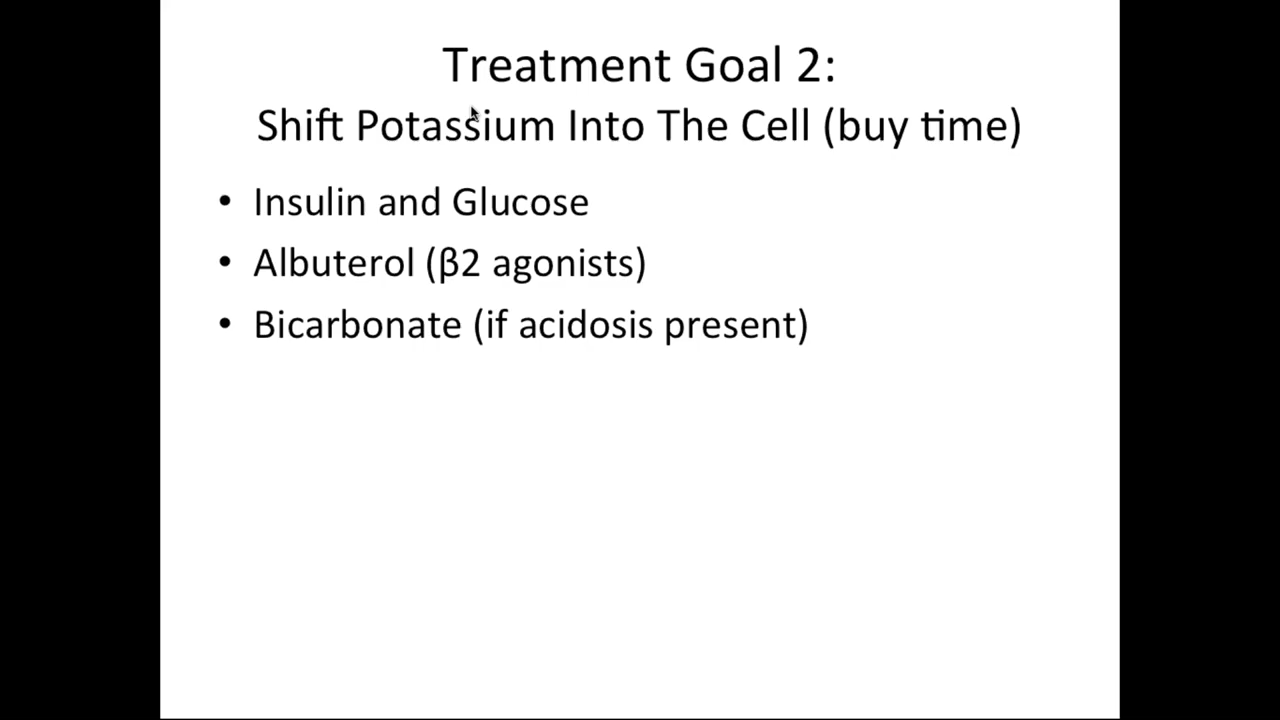 Treatment Goal 2:
Shift Potassium Into The Cell (buy time)
• Insulin and Glucose
• Albuterol (β2 agonists)
• Bicarbonate (if acidosis present)